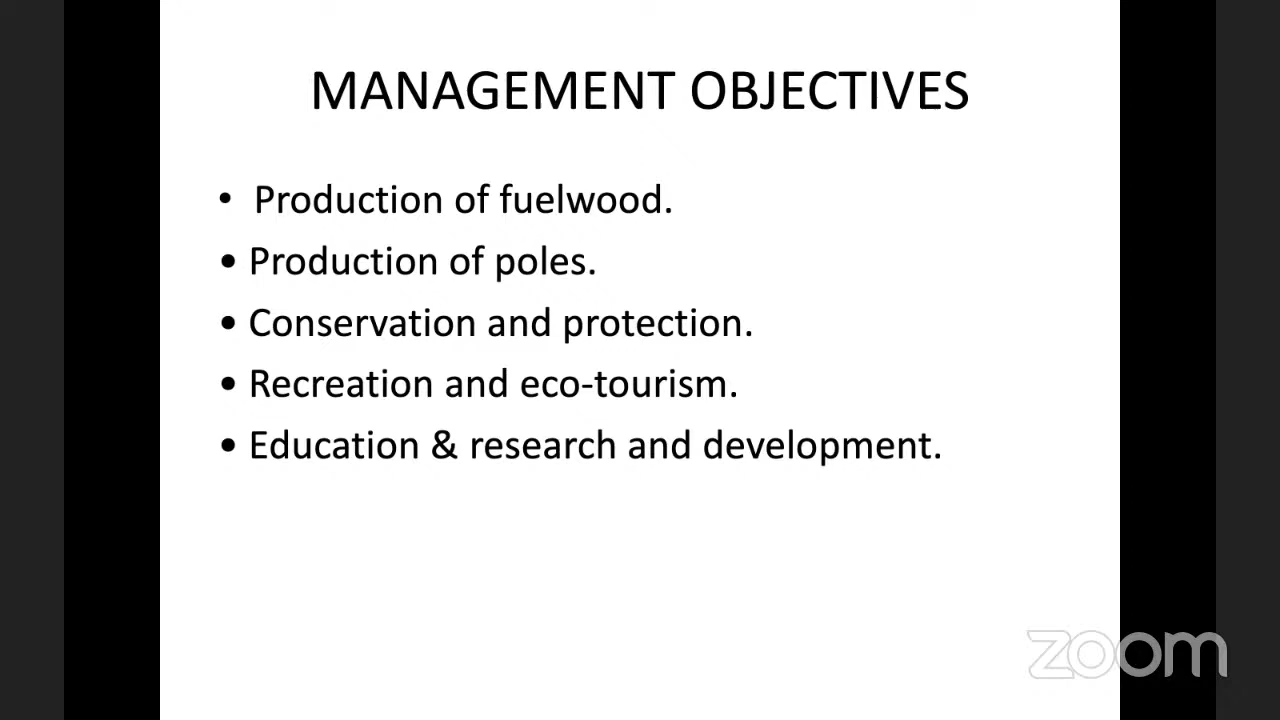 MANAGEMENT OBJECTIVES
• Production of fuelwood.
• Production of poles.
• Conservation and protection.
• Recreation and eco-tourism.
• Education & research and development.
zoom